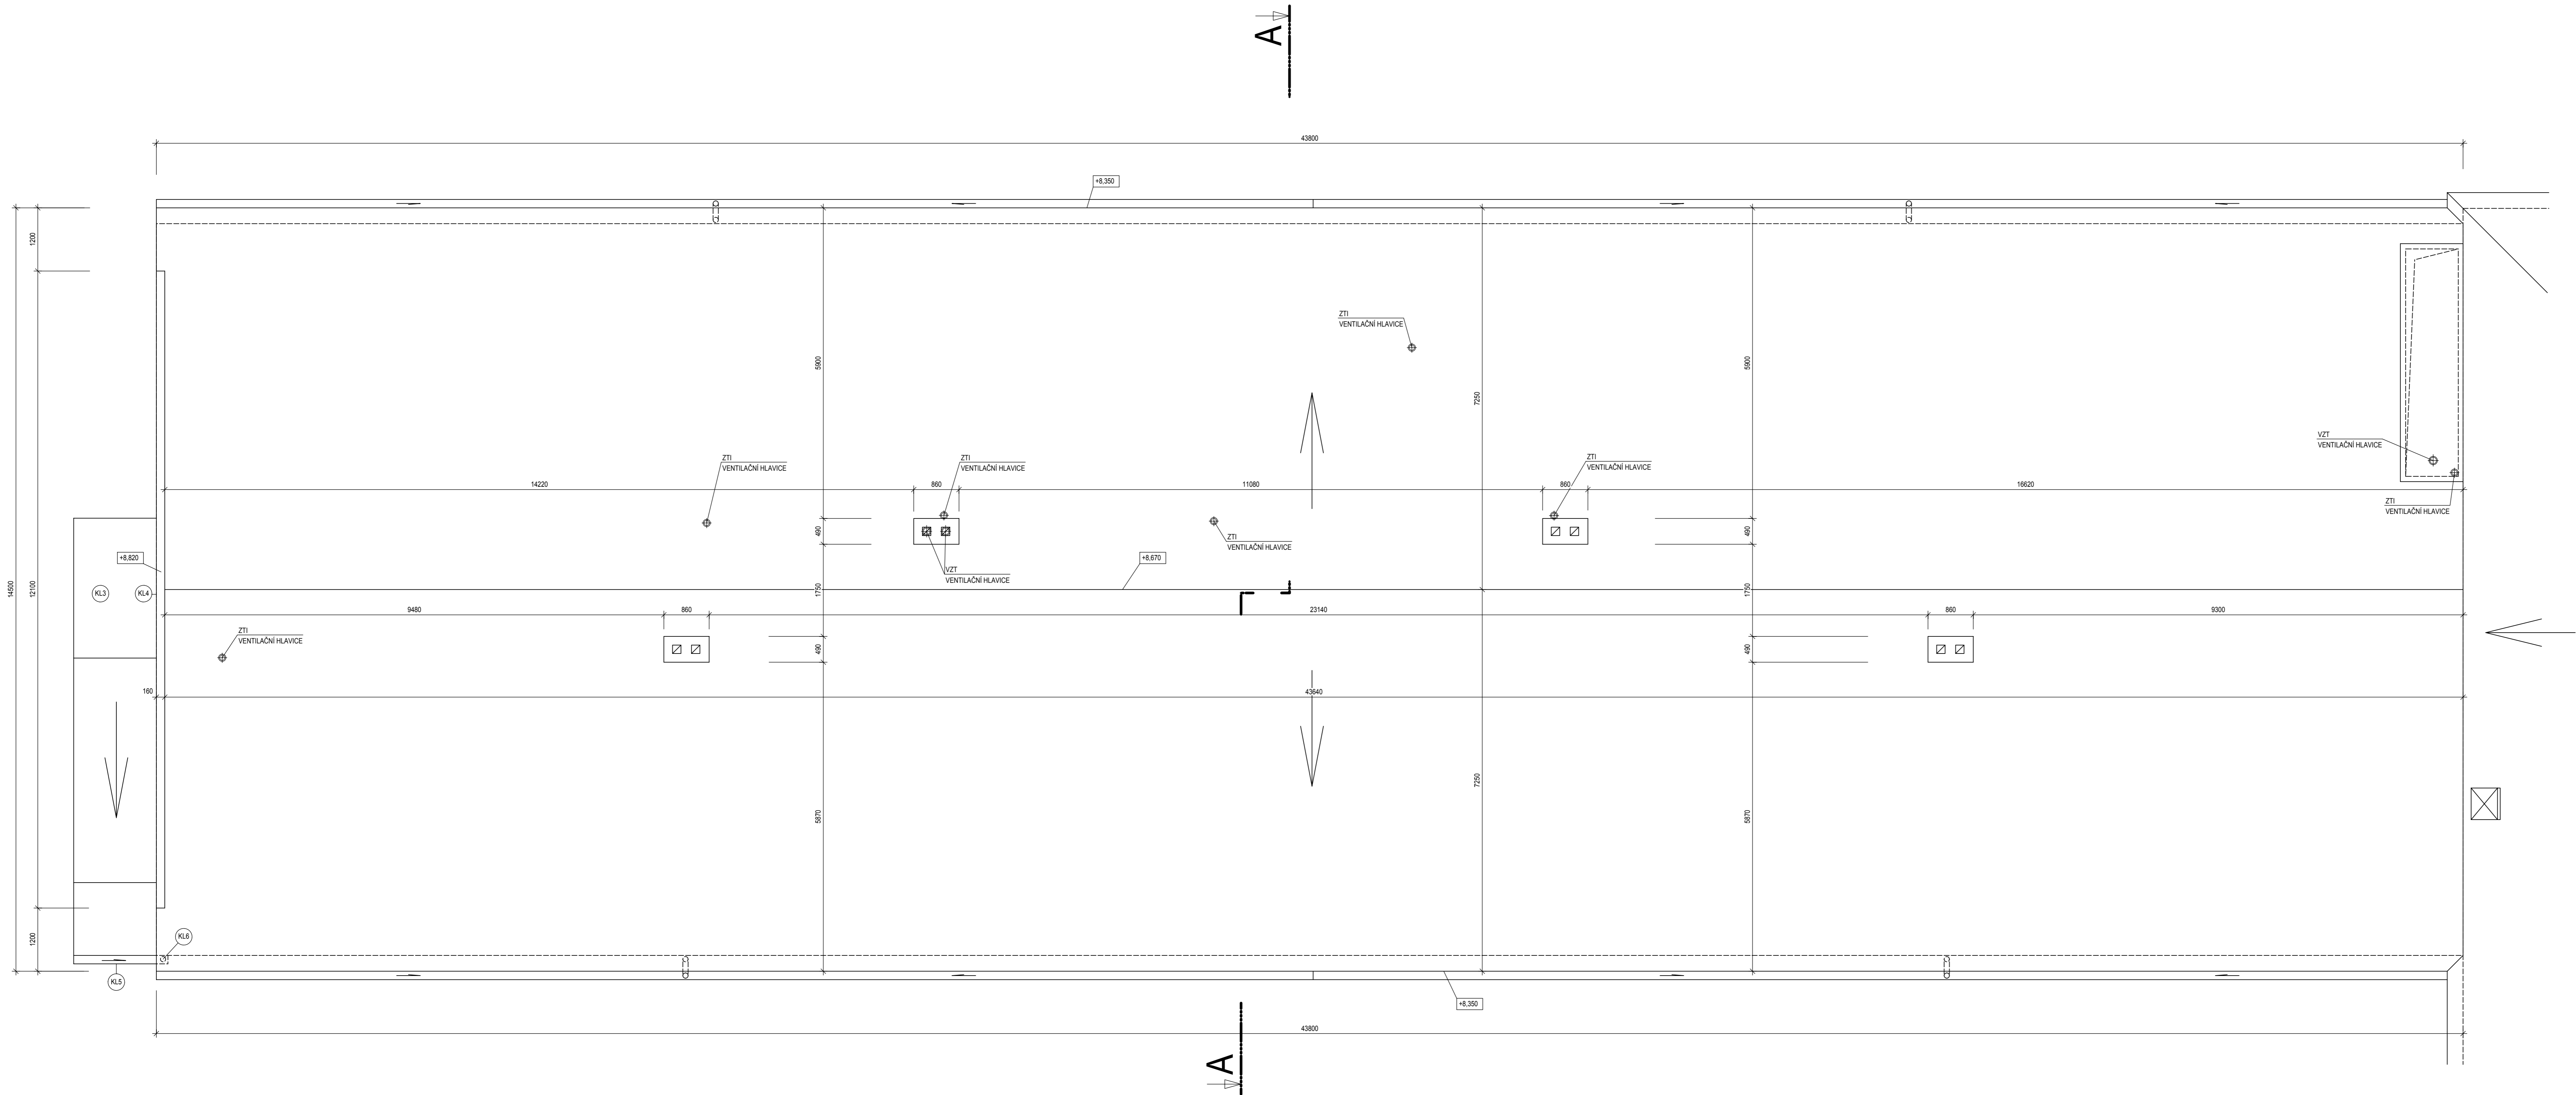 A
43800
+8,350
1200
ZTI
VENTILAČNÍ HLAVICE
5900
5900
7250
VZT
VENTILAČNÍ HLAVICE
ZTI
VENTILAČNÍ HLAVICE
ZTI
VENTILAČNÍ HLAVICE
ZTI
VENTILAČNÍ HLAVICE
14220
860
11080
860
16620
ZTI
VENTILAČNÍ HLAVICE
490
490
ZTI
VENTILAČNÍ HLAVICE
+8,820
+8,670
VZT
VENTILAČNÍ HLAVICE
14500
12100
KL3
KL4
1750
1750
9480
860
23140
860
9300
ZTI
VENTILAČNÍ HLAVICE
490
490
160
43640
7250
5870
5870
1200
KL6
KL5
+8,350
43800
A